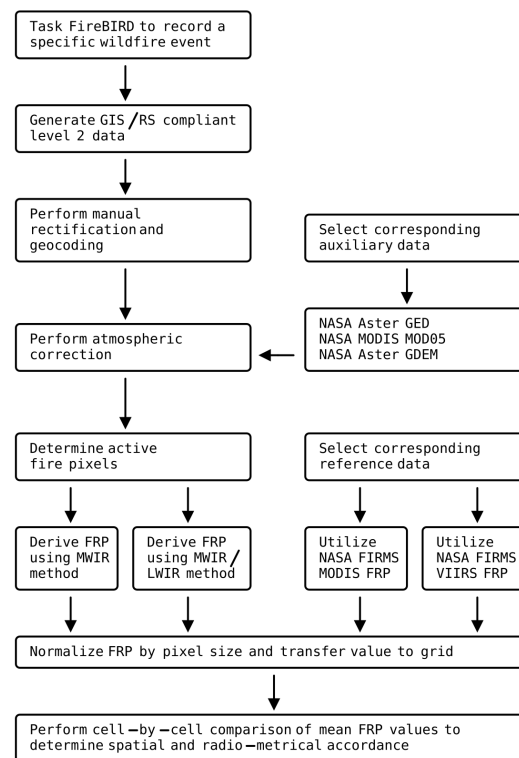 Task FireBIRD to record a
specific wildfire event
Generate GIS/RS compliant
level 2 data
Perform manual
rectification and
geocoding
Select corresponding
auxiliary data
NASA Aster GED
NASA MODIS MOD05
NASA Aster GDEM
Perform atmospheric
correction
Determine active
fire pixels
Select corresponding
reference data
Derive FRP
using MWIR
method
Derive FRP
using MWIR/
LWIR method
Utilize
NASA FIRMS
MODIS FRP
Utilize
NASA FIRMS
VIIRS FRP
Normalize FRP by pixel size and transfer value to grid
Perform cell–by–cell comparison of mean FRP values to
determine spatial and radio–metrical accordance